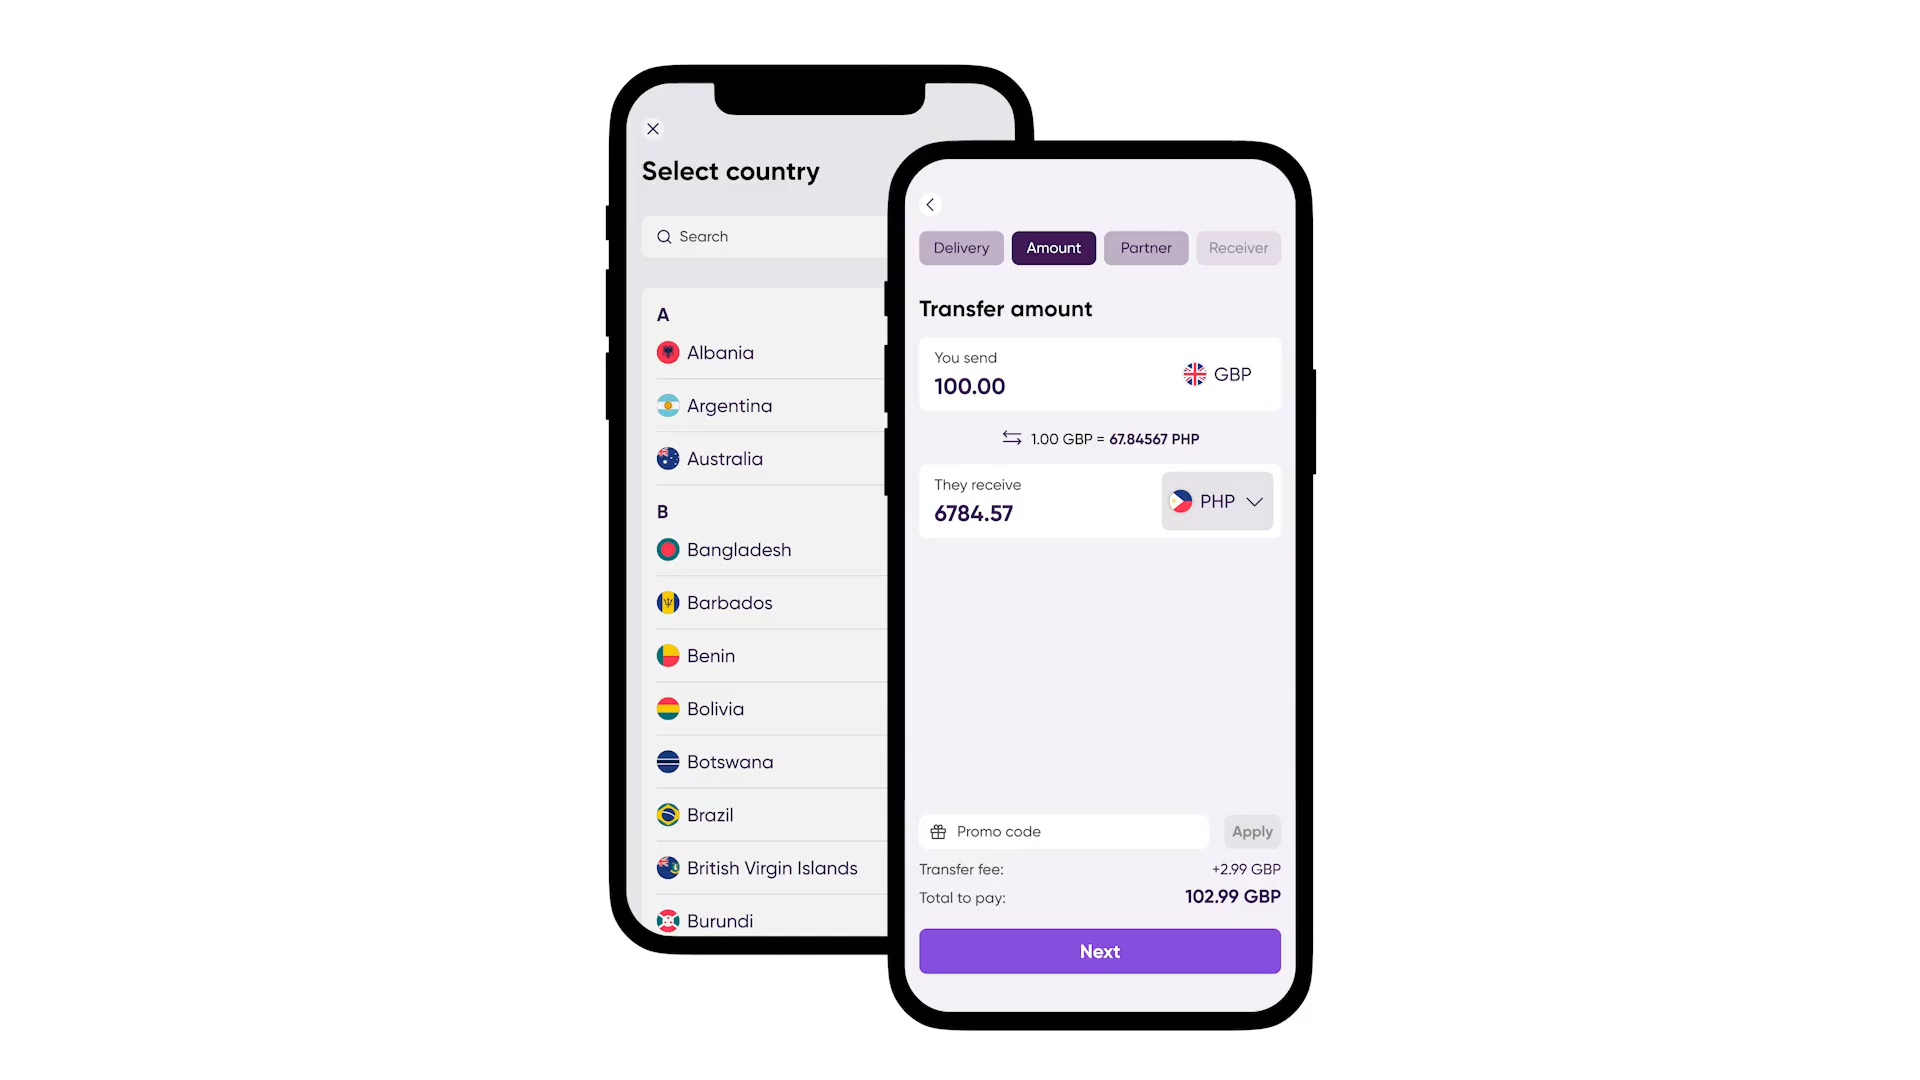 Select country
Search
A
Albania
Argentina
Australia
B
Bangladesh
Barbados
Benin
Bolivia
Botswana
Brazil
British Virgin Islands
Burundi
Delivery Amount Partner Receiver
Transfer amount
You send
100.00 GBP
1.00 GBP = 67.84567 PHP
They receive
6784.57 PHP
Promo code Apply
Transfer fee: +2.99 GBP
Total to pay: 102.99 GBP
Next